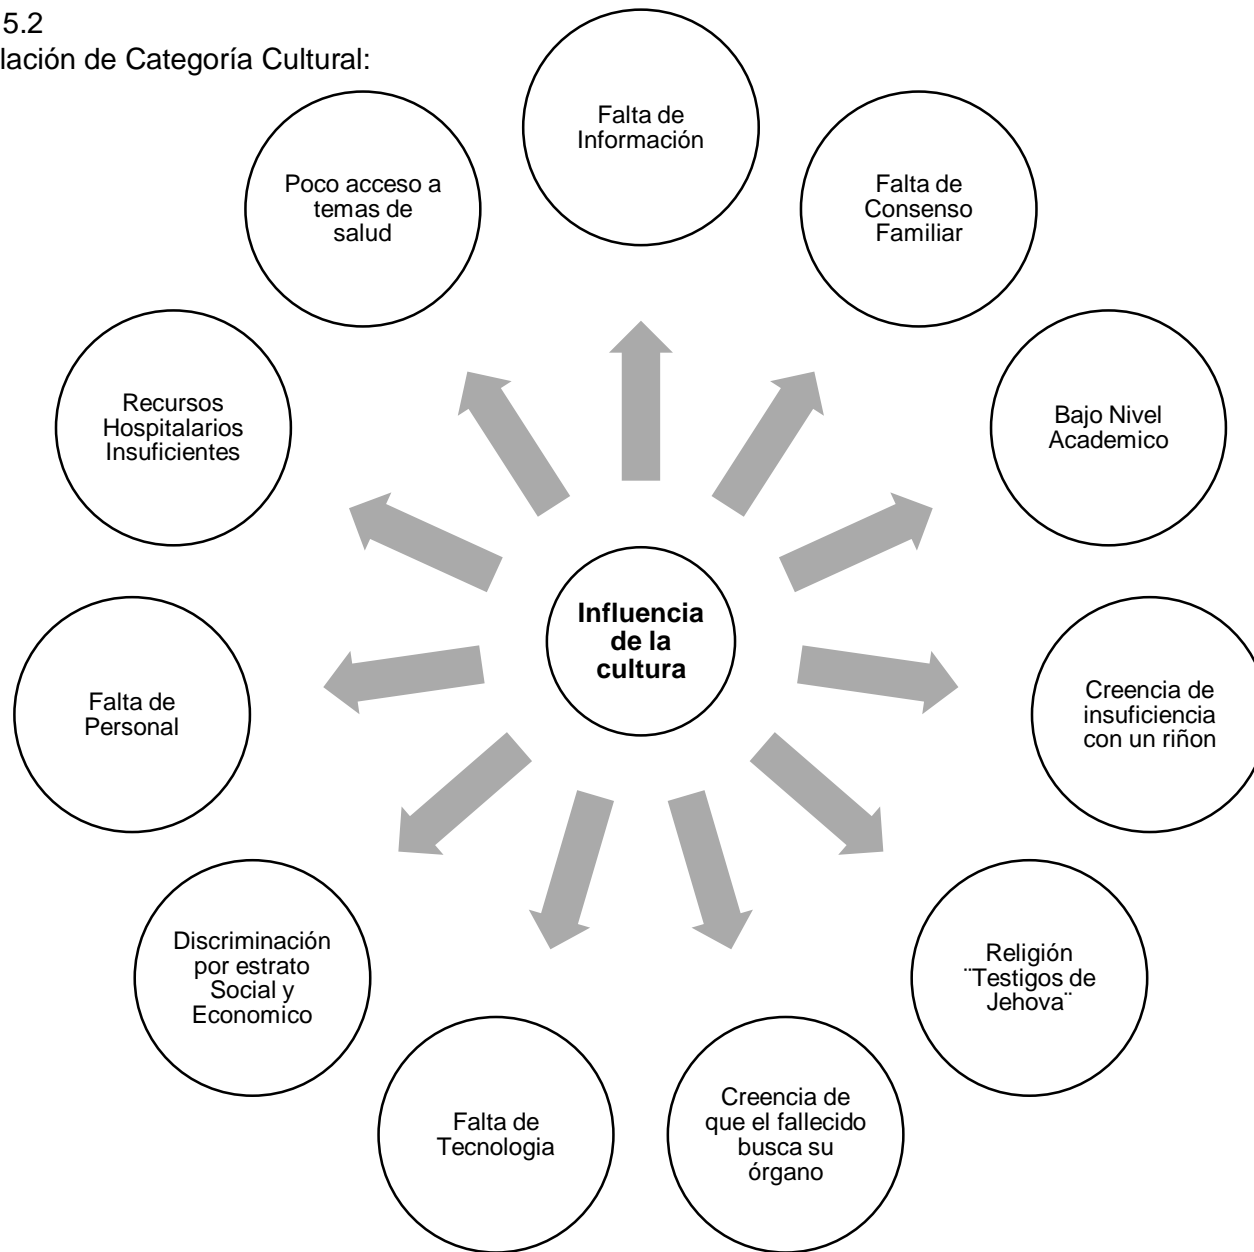 5.2
lación de Categoría Cultural:
Falta de
Información
Falta de
Consenso
Familiar
Bajo Nivel
Academico
Creencia de
insuficiencia
con un riñon
Religión
¨Testigos de
Jehova¨
Creencia de
que el fallecido
busca su
órgano
Falta de
Tecnologia
Discriminación
por estrato
Social y
Economico
Falta de
Personal
Recursos
Hospitalarios
Insuficientes
Poco acceso a
temas de
salud
Influencia
de la
cultura